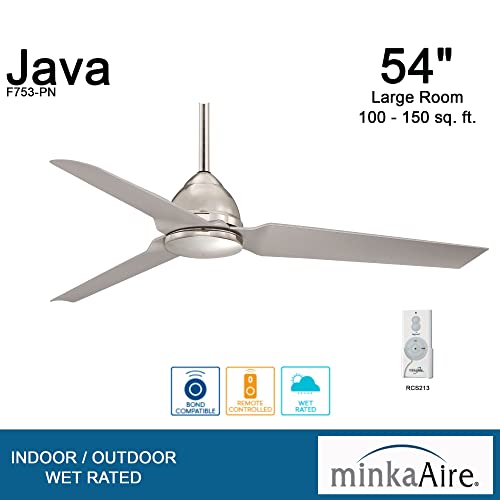 Java
F753-PN
54"
Large Room
100 - 150 sq. ft.
RCS213
BOND
COMPATIBLE
REMOTE
CONTROLLED
WET
RATED
INDOOR / OUTDOOR
WET RATED
minkaAire®